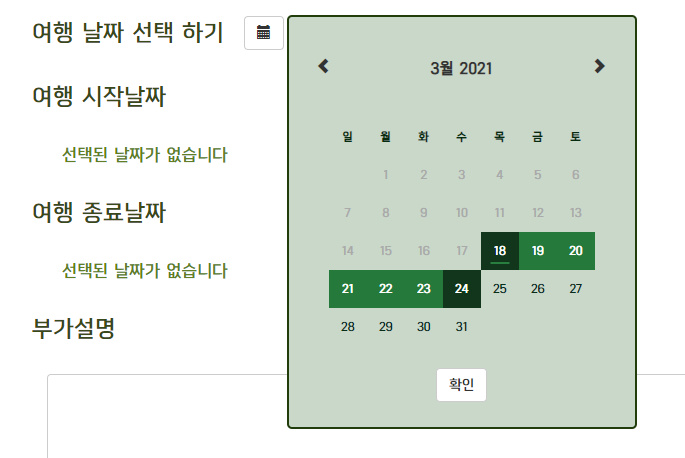 여행 날짜 선택 하기
3월 2021
일 월 화 수 목 금 토
1 2 3 4 5 6
7 8 9 10 11 12 13
14 15 16 17 18 19 20
21 22 23 24 25 26 27
28 29 30 31
확인
여행 시작날짜
선택된 날짜가 없습니다
여행 종료날짜
선택된 날짜가 없습니다
부가설명